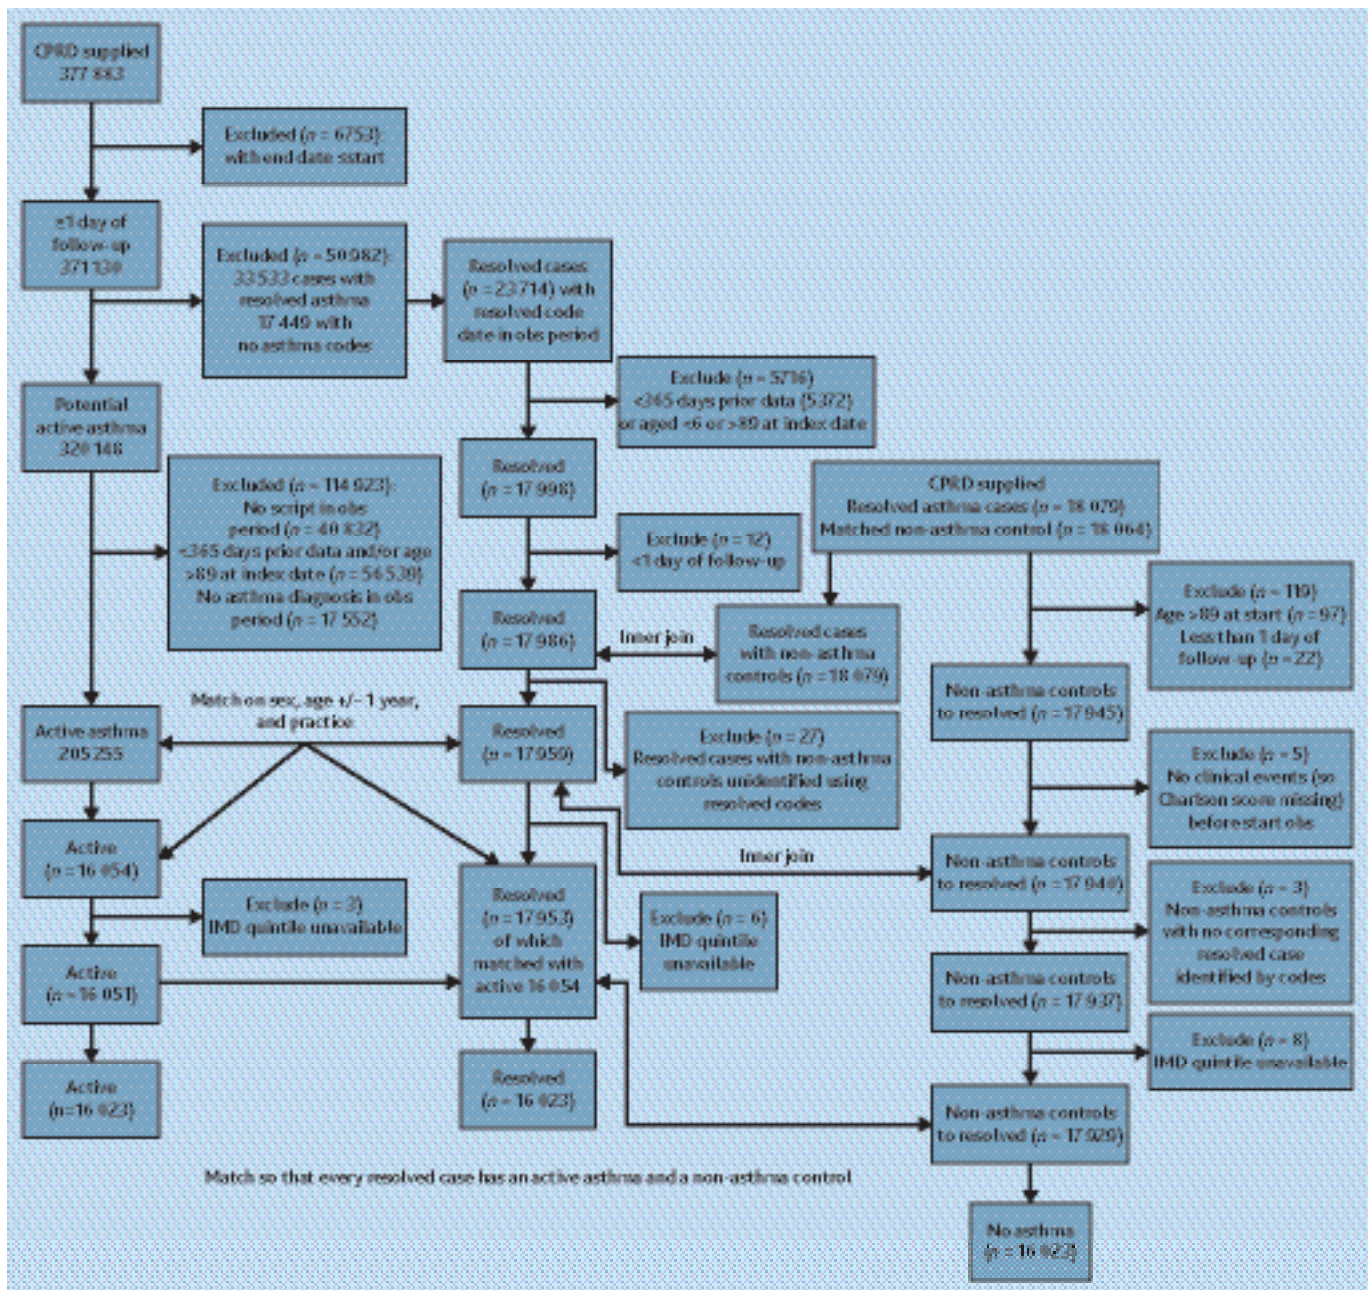 CPRD supplied
377 883
Excluded (n = 6753):
with end date ≤start
≥1 day of
follow-up
371 130
Excluded (n = 50 982):
33 533 cases with
resolved asthma
17 449 with
no asthma codes
Resolved cases
(n = 23 714) with
resolved code
date in obs period
Exclude (n = 5716)
<365 days prior data (5372)
or aged <6 or >89 at index date
Potential
active asthma
320 148
Excluded (n = 114 923):
No script in obs
period (n = 40 832)
<365 days prior data and/or age
>89 at index date (n = 56 539)
No asthma diagnosis in obs
period (n = 17 552)
Resolved
(n = 17 998)
Exclude (n = 12)
<1 day of follow-up
CPRD supplied
Resolved asthma cases (n = 18 079)
Matched non-asthma control (n = 18 064)
Resolved
(n = 17 986)
Inner join
Resolved cases
with non-asthma
controls (n = 18 079)
Exclude (n = 119)
Age >89 at start (n = 97)
Less than 1 day of
follow-up (n = 22)
Non-asthma controls
to resolved (n = 17 945)
Match on sex, age +/− 1 year,
and practice
Active asthma
205 255
Resolved
(n = 17 959)
Exclude (n = 27)
Resolved cases with non-asthma
controls unidentified using
resolved codes
Exclude (n = 5)
No clinical events (so
Charlson score missing)
before start obs
Active
(n = 16 054)
Inner join
Non-asthma controls
to resolved (n = 17 940)
Exclude (n = 3)
IMD quintile unavailable
Resolved
(n = 17 953)
of which
matched with
active 16 054
Exclude (n = 6)
IMD quintile
unavailable
Exclude (n = 3)
Non-asthma controls
with no corresponding
resolved case
identified by codes
Active
(n = 16 051)
Non-asthma controls
to resolved (n = 17 937)
Exclude (n = 8)
IMD quintile unavailable
Active
(n=16 023)
Resolved
(n = 16 023)
Non-asthma controls
to resolved (n = 17 929)
Match so that every resolved case has an active asthma and a non-asthma control
No asthma
(n = 16 023)